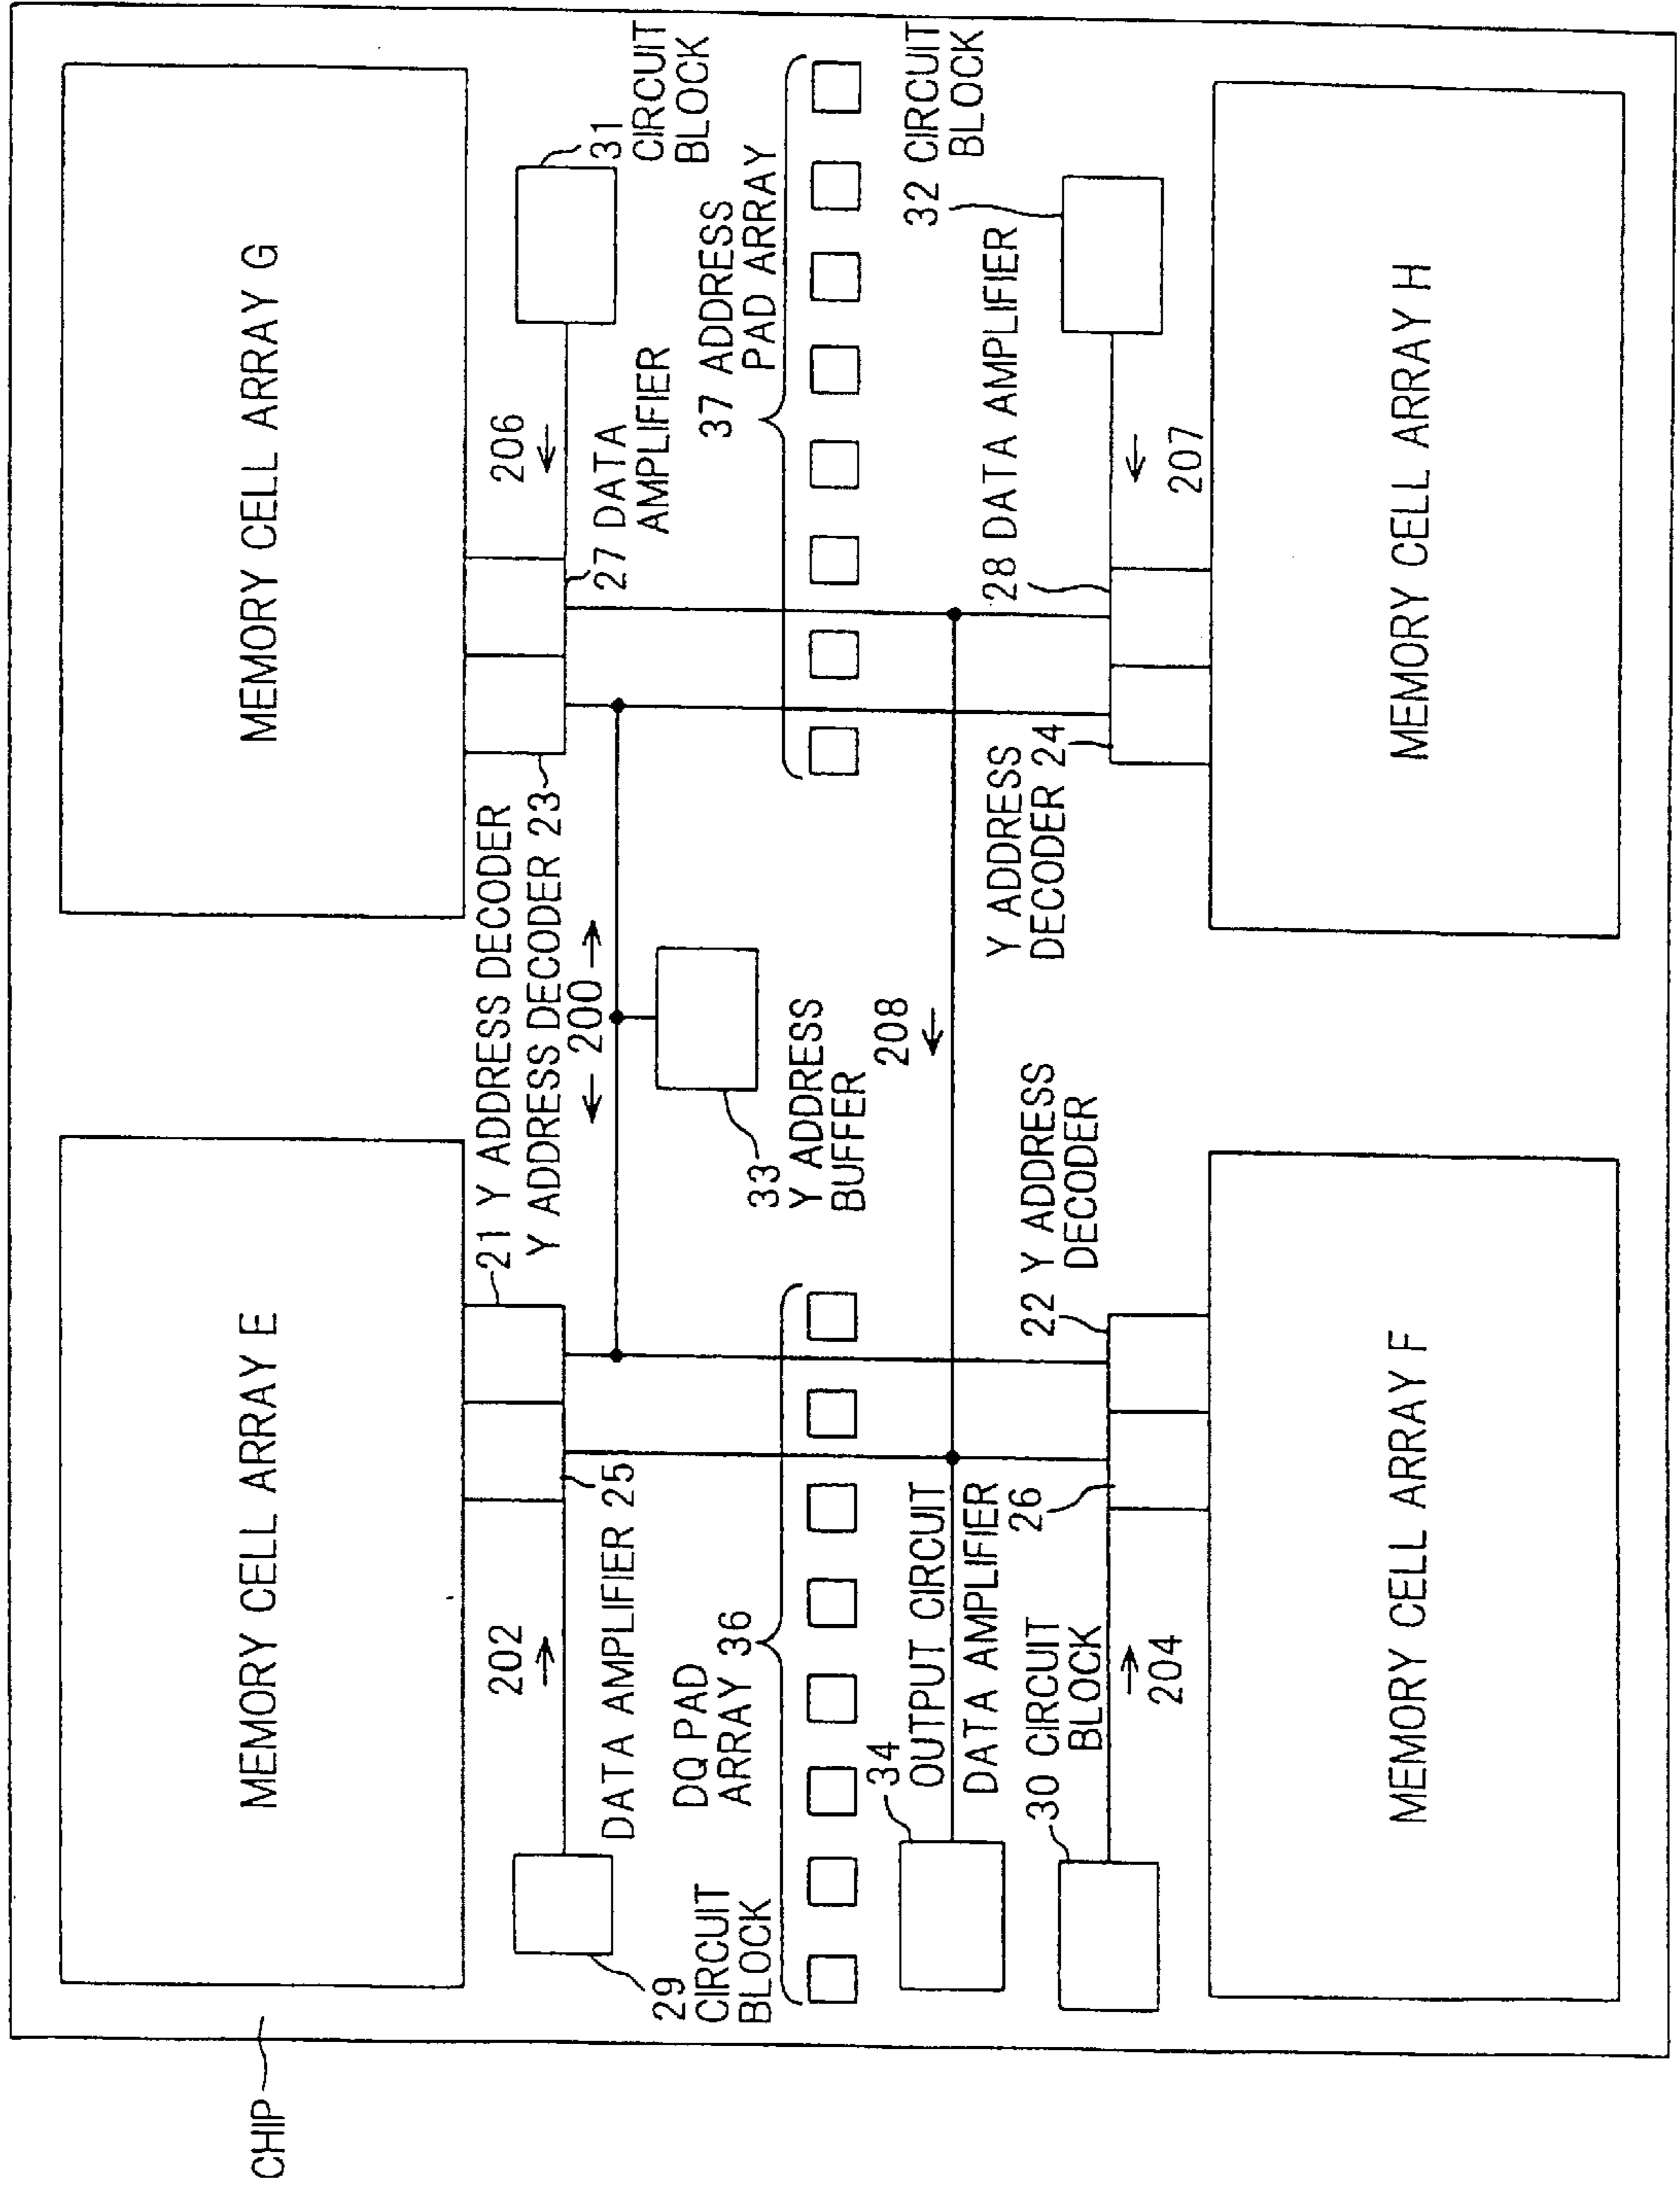 CHIP
MEMORY CELL ARRAY E
MEMORY CELL ARRAY G
202
→
21 Y ADDRESS DECODER
Y ADDRESS DECODER 23
← 200 →
206
←
31
CIRCUIT
BLOCK
29
CIRCUIT
BLOCK
DATA AMPLIFIER 25
27 DATA
AMPLIFIER
DQ PAD
ARRAY 36
33
Y ADDRESS
BUFFER
37 ADDRESS
PAD ARRAY
34
OUTPUT CIRCUIT
208
←
32 CIRCUIT
BLOCK
DATA AMPLIFIER
26
30 CIRCUIT
BLOCK
→
204
22 Y ADDRESS
DECODER
Y ADDRESS
DECODER 24
28 DATA AMPLIFIER
←
207
MEMORY CELL ARRAY F
MEMORY CELL ARRAY H